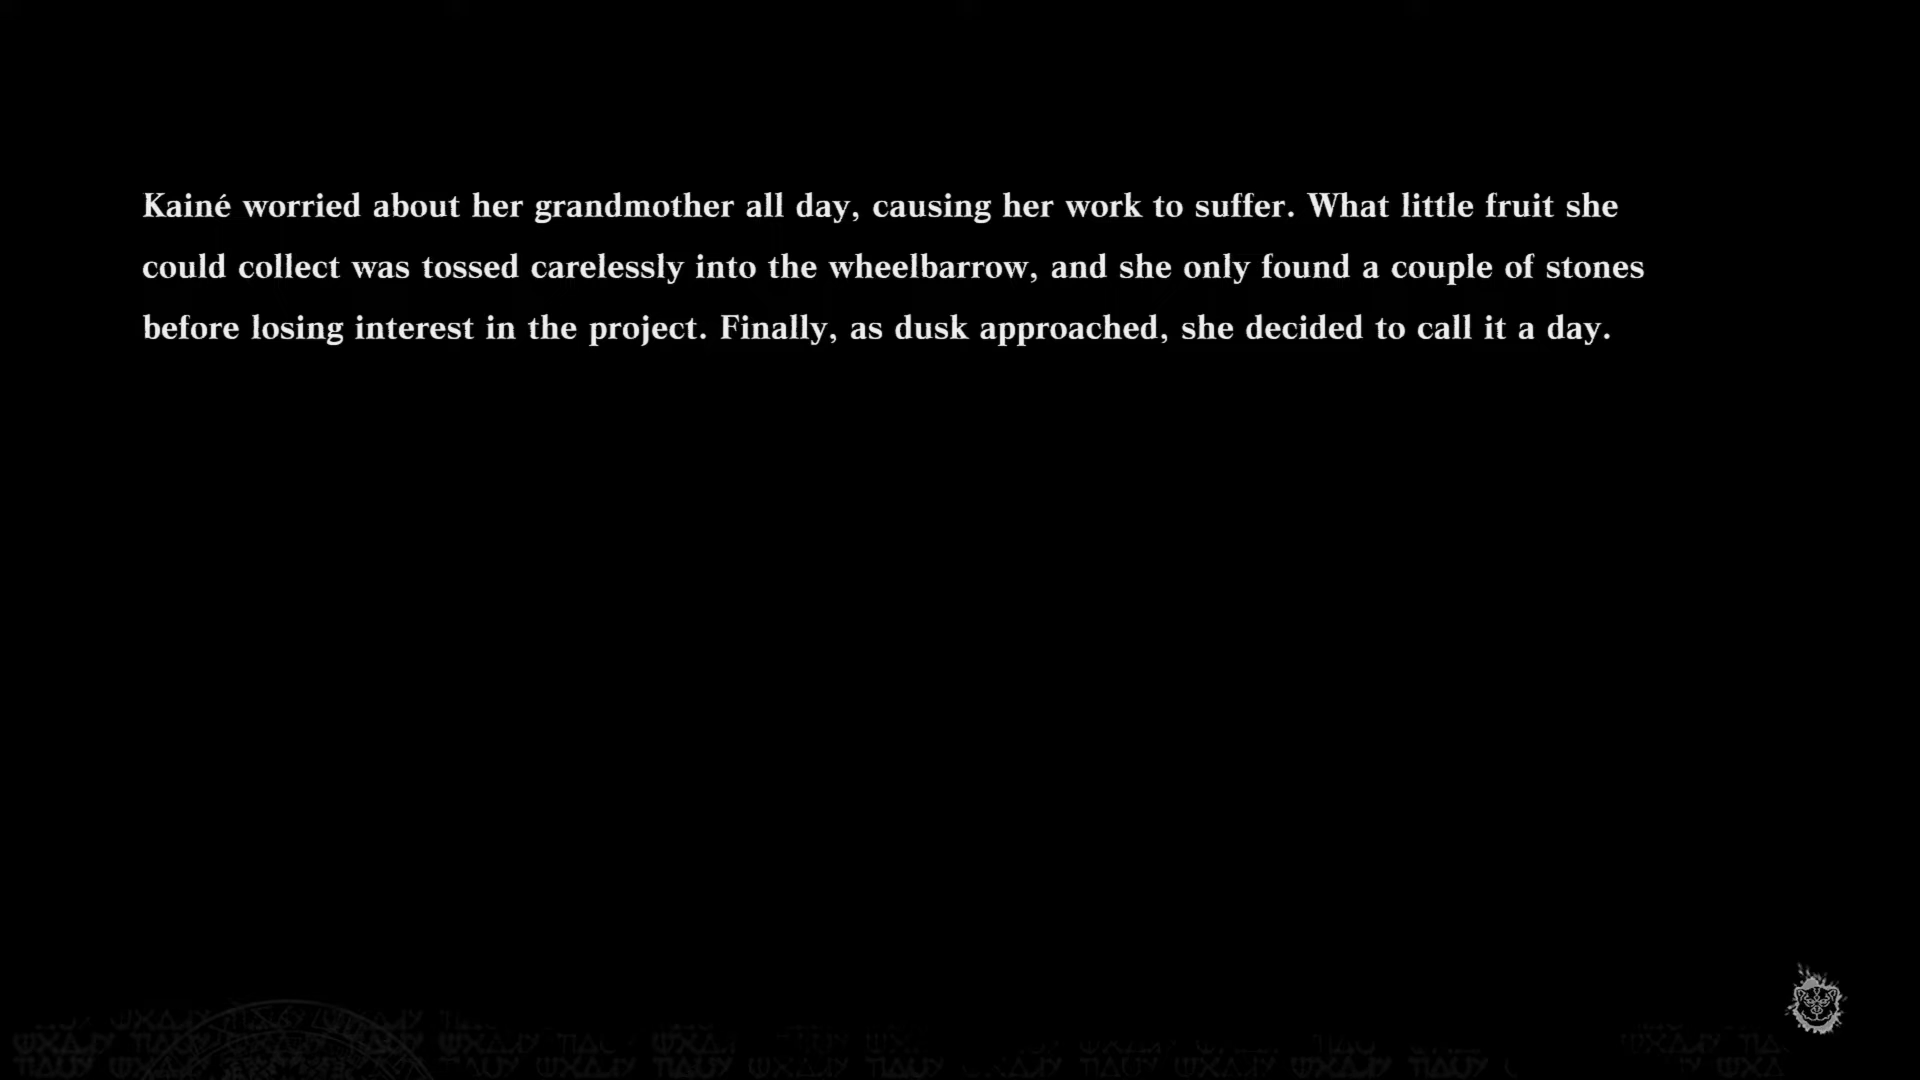 Kainé worried about her grandmother all day, causing her work to suffer. What little fruit she
could collect was tossed carelessly into the wheelbarrow, and she only found a couple of stones
before losing interest in the project. Finally, as dusk approached, she decided to call it a day.